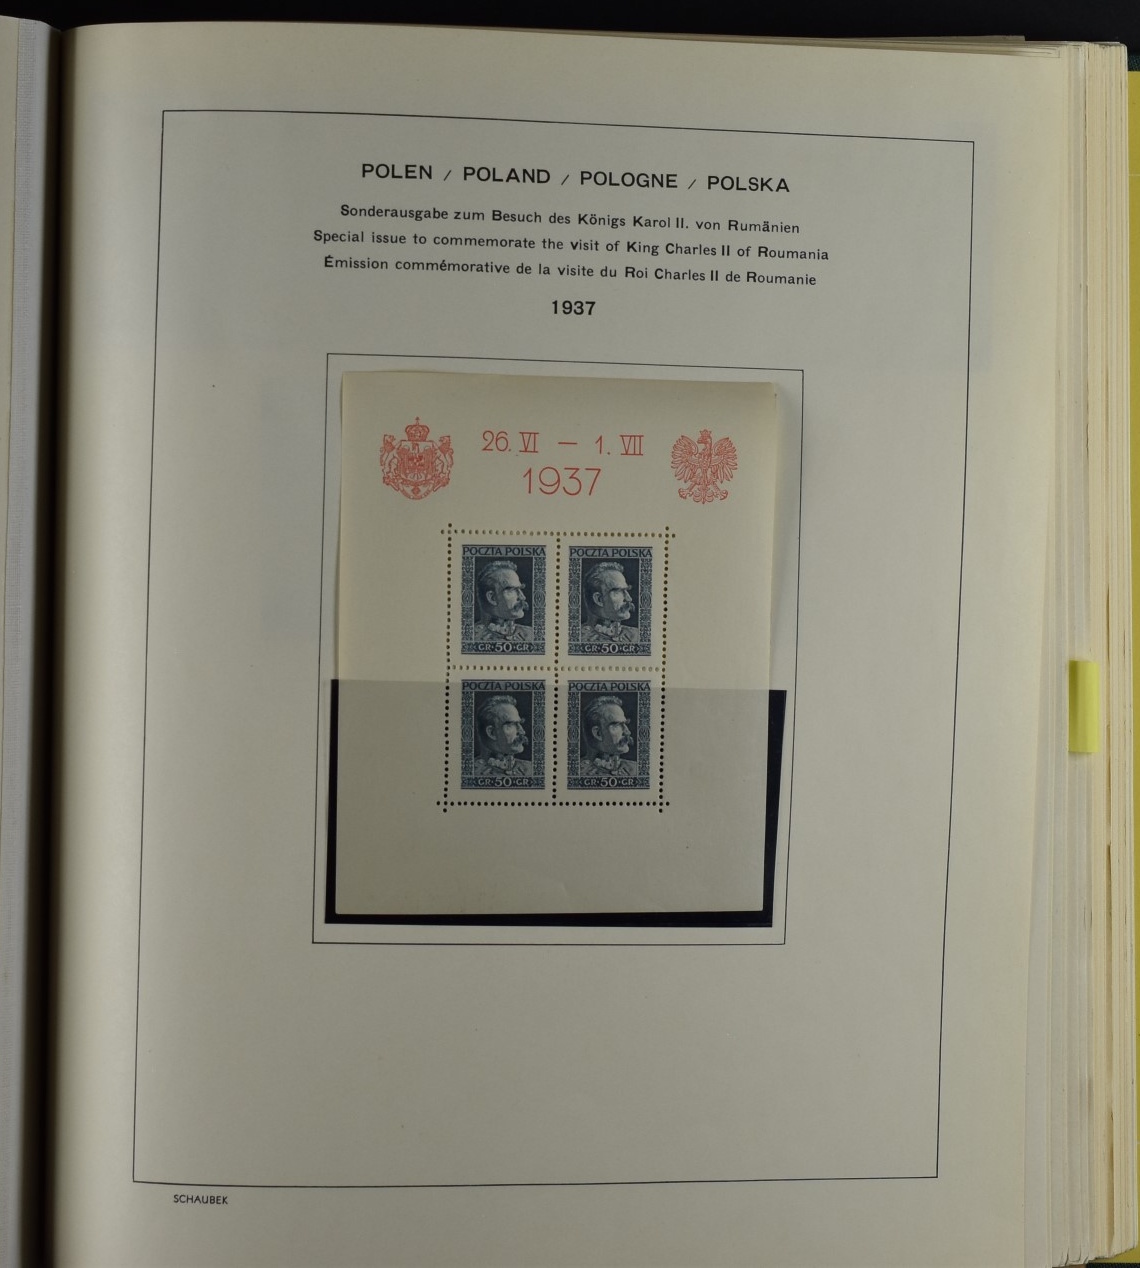 POLEN / POLAND / POLOGNE / POLSKA
Sonderausgabe zum Besuch des Königs Karol II. von Rumänien
Special issue to commemorate the visit of King Charles II of Roumania
Émission commémorative de la visite du Roi Charles II de Roumanie
1937
26. VI — 1. VII
1937
POCZTA POLSKA
GR·50·GR
POCZTA POLSKA
GR·50·GR
POCZTA POLSKA
GR·50·GR
POCZTA POLSKA
GR·50·GR
SCHAUBEK